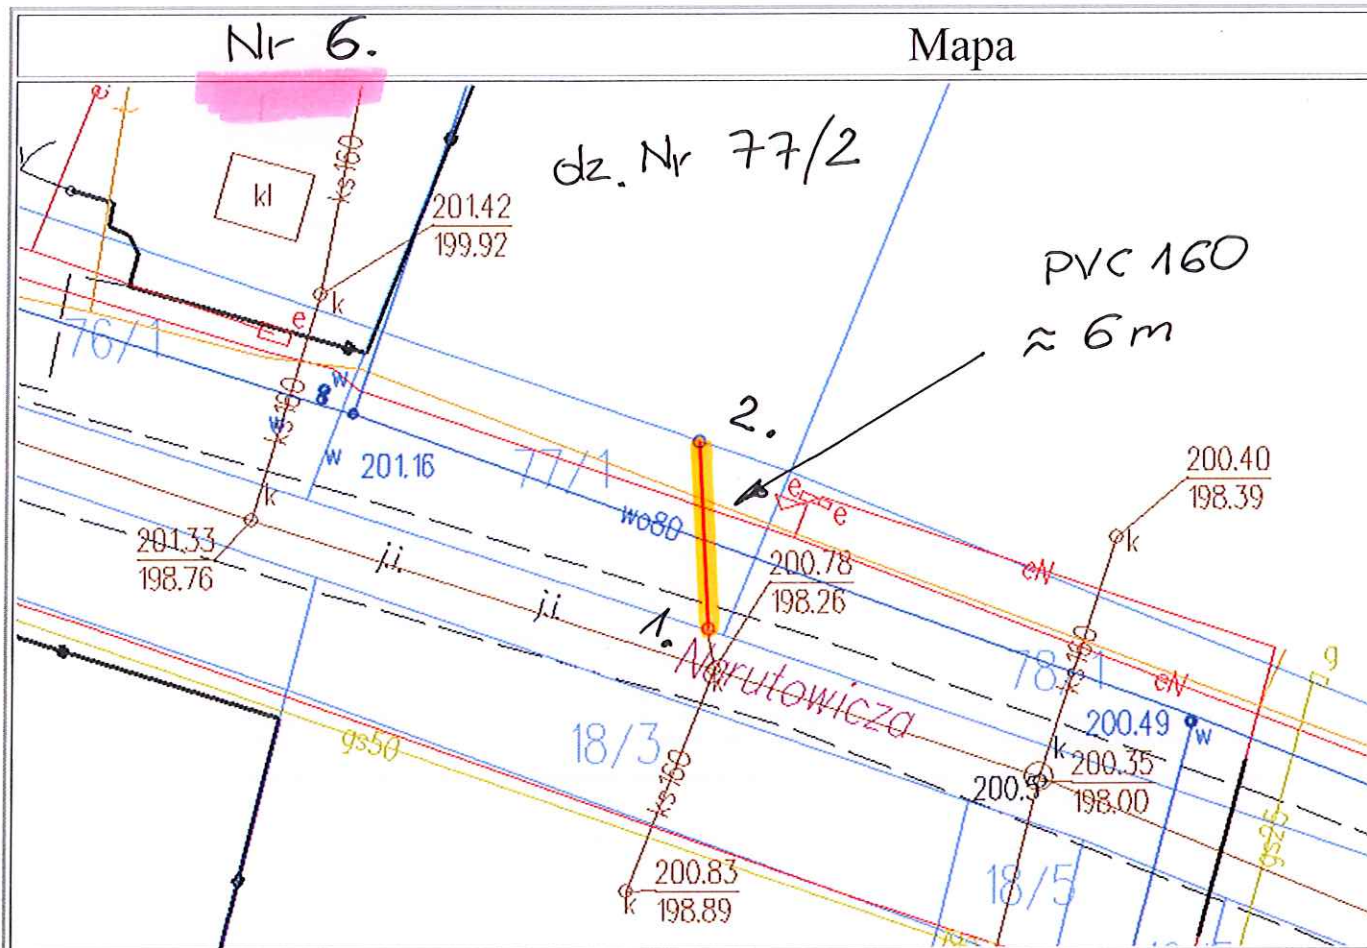 Nr 6.
Mapa
dz. Nr 77/2
e
t
ks160
kl
201.42
199.92
k
PVC 160
≈ 6 m
76/1
e
w
8
ks160
w
w
201.16
77/1
2.
e
e
200.40
198.39
k
k
wo80
201.33
198.76
j.i.
j.i.
200.78
198.26
eN
1.
k
Narutowicza
78/1
ks160
eN
g
200.49
w
gs50
18/3
k
200.35
198.00
200.5
ks160
gs25
200.83
198.89
k
18/5